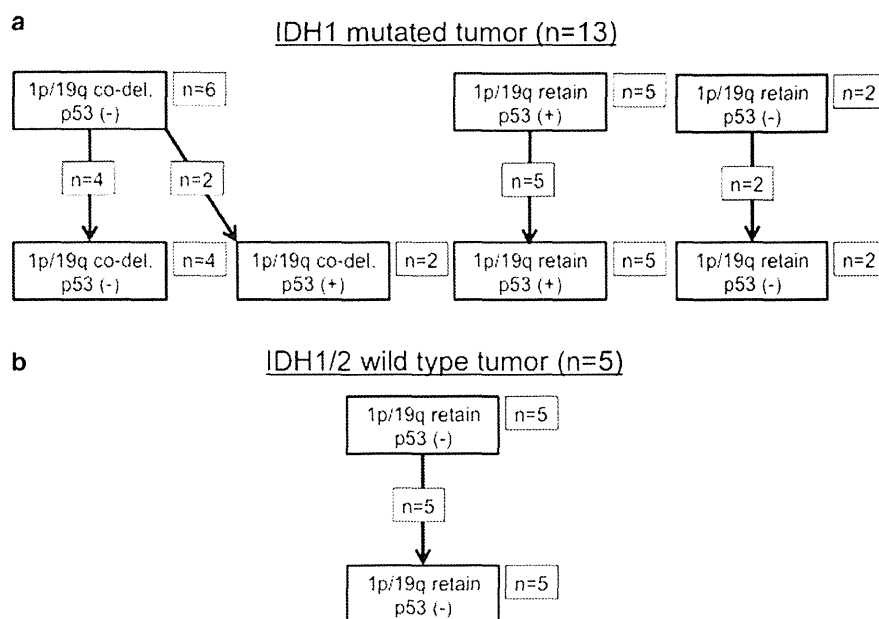 a
IDH1 mutated tumor (n=13)
1p/19q co-del.
p53 (-)
n=6
1p/19q retain
p53 (+)
n=5
1p/19q retain
p53 (-)
n=2
n=4
n=2
n=5
n=2
1p/19q co-del.
p53 (-)
n=4
1p/19q co-del.
p53 (+)
n=2
1p/19q retain
p53 (+)
n=5
1p/19q retain
p53 (-)
n=2
b
IDH1/2 wild type tumor (n=5)
1p/19q retain
p53 (-)
n=5
n=5
1p/19q retain
p53 (-)
n=5